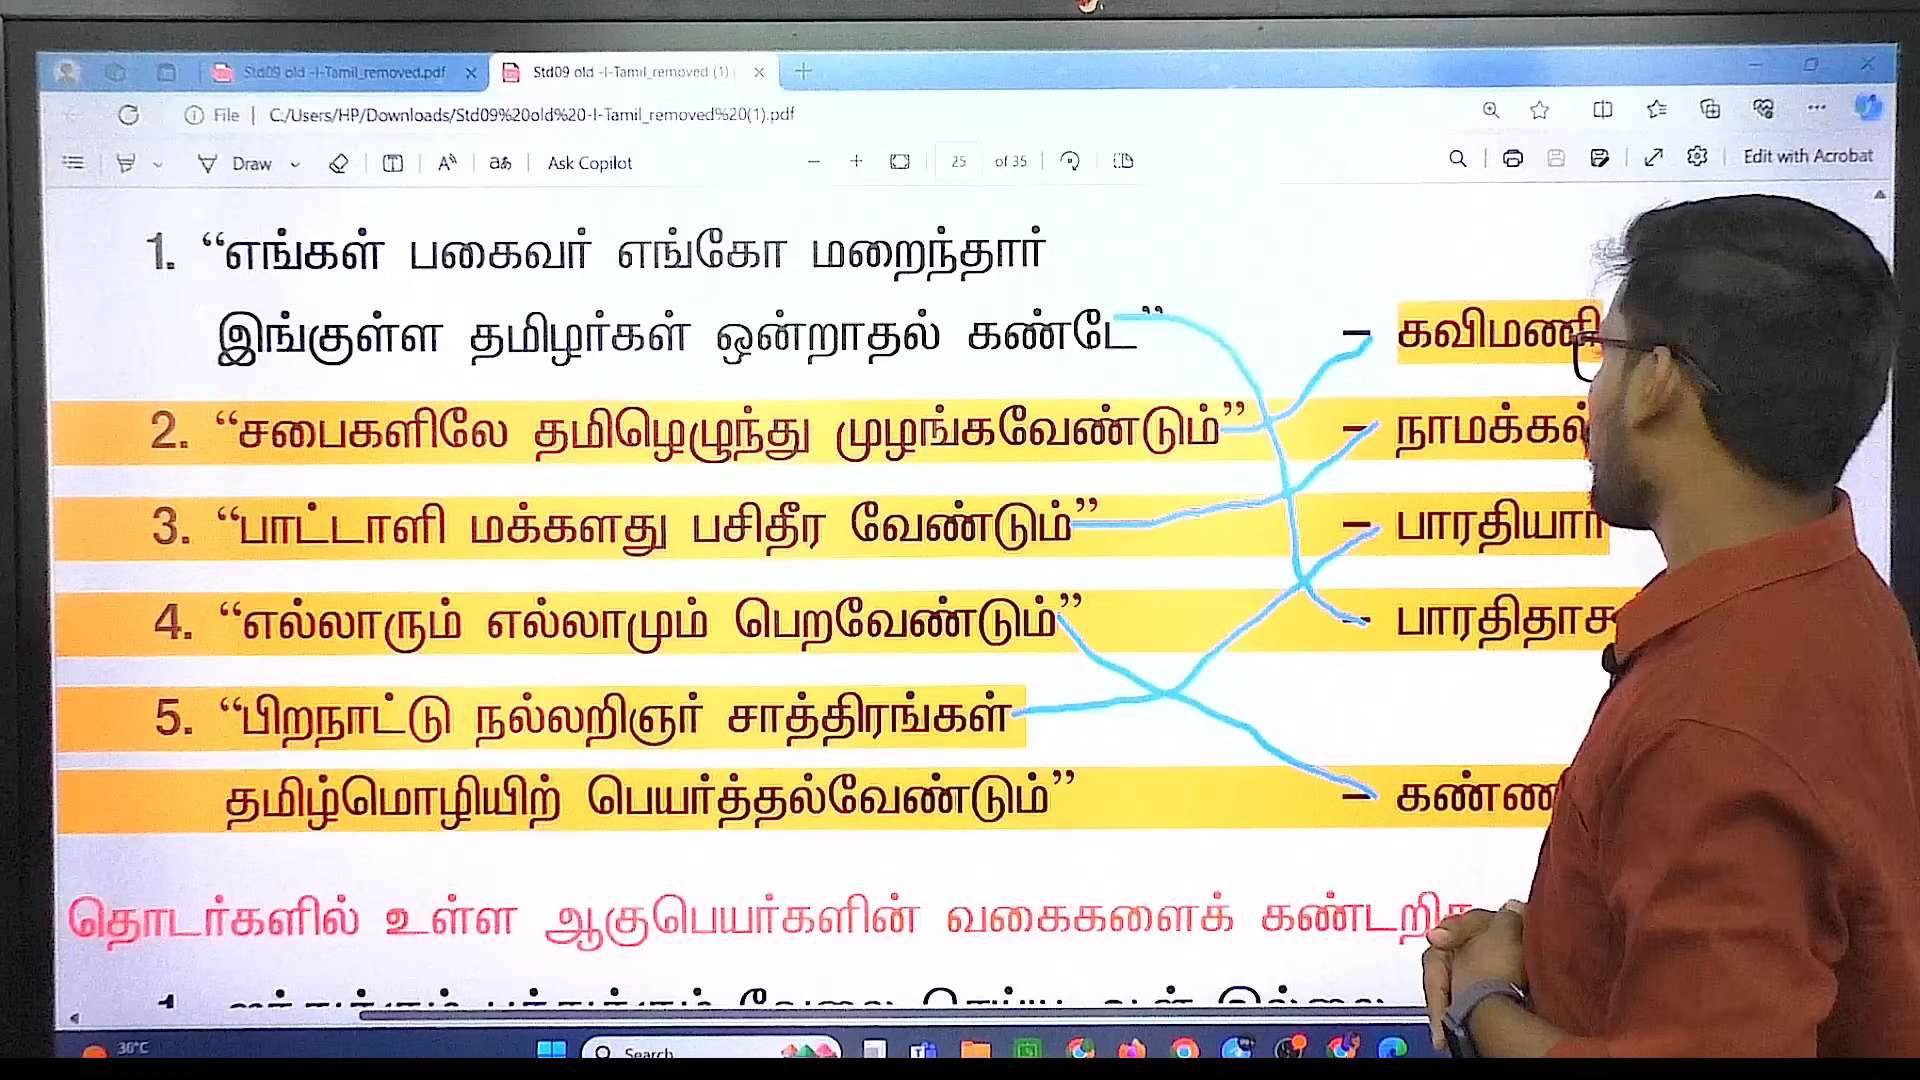 Std09 old -I-Tamil_removed.pdf
Std09 old -I-Tamil_removed (1).
File C:/Users/HP/Downloads/Std09%20old%20-I-Tamil_removed%20(1).pdf
Draw aあ Ask Copilot 25 of 35 Edit with Acrobat
1. “எங்கள் பகைவர் எங்கோ மறைந்தார்
இங்குள்ள தமிழர்கள் ஒன்றாதல் கண்டே” – கவிமணி
2. “சபைகளிலே தமிழெழுந்து முழங்கவேண்டும்” – நாமக்கல்
3. “பாட்டாளி மக்களது பசிதீர வேண்டும்” – பாரதியார்
4. “எல்லாரும் எல்லாமும் பெறவேண்டும்” – பாரதிதாச
5. “பிறநாட்டு நல்லறிஞர் சாத்திரங்கள்
தமிழ்மொழியிற் பெயர்த்தல்வேண்டும்” – கண்ண
தொடர்களில் உள்ள ஆகுபெயர்களின் வகைகளைக் கண்டறிக
30°C Search